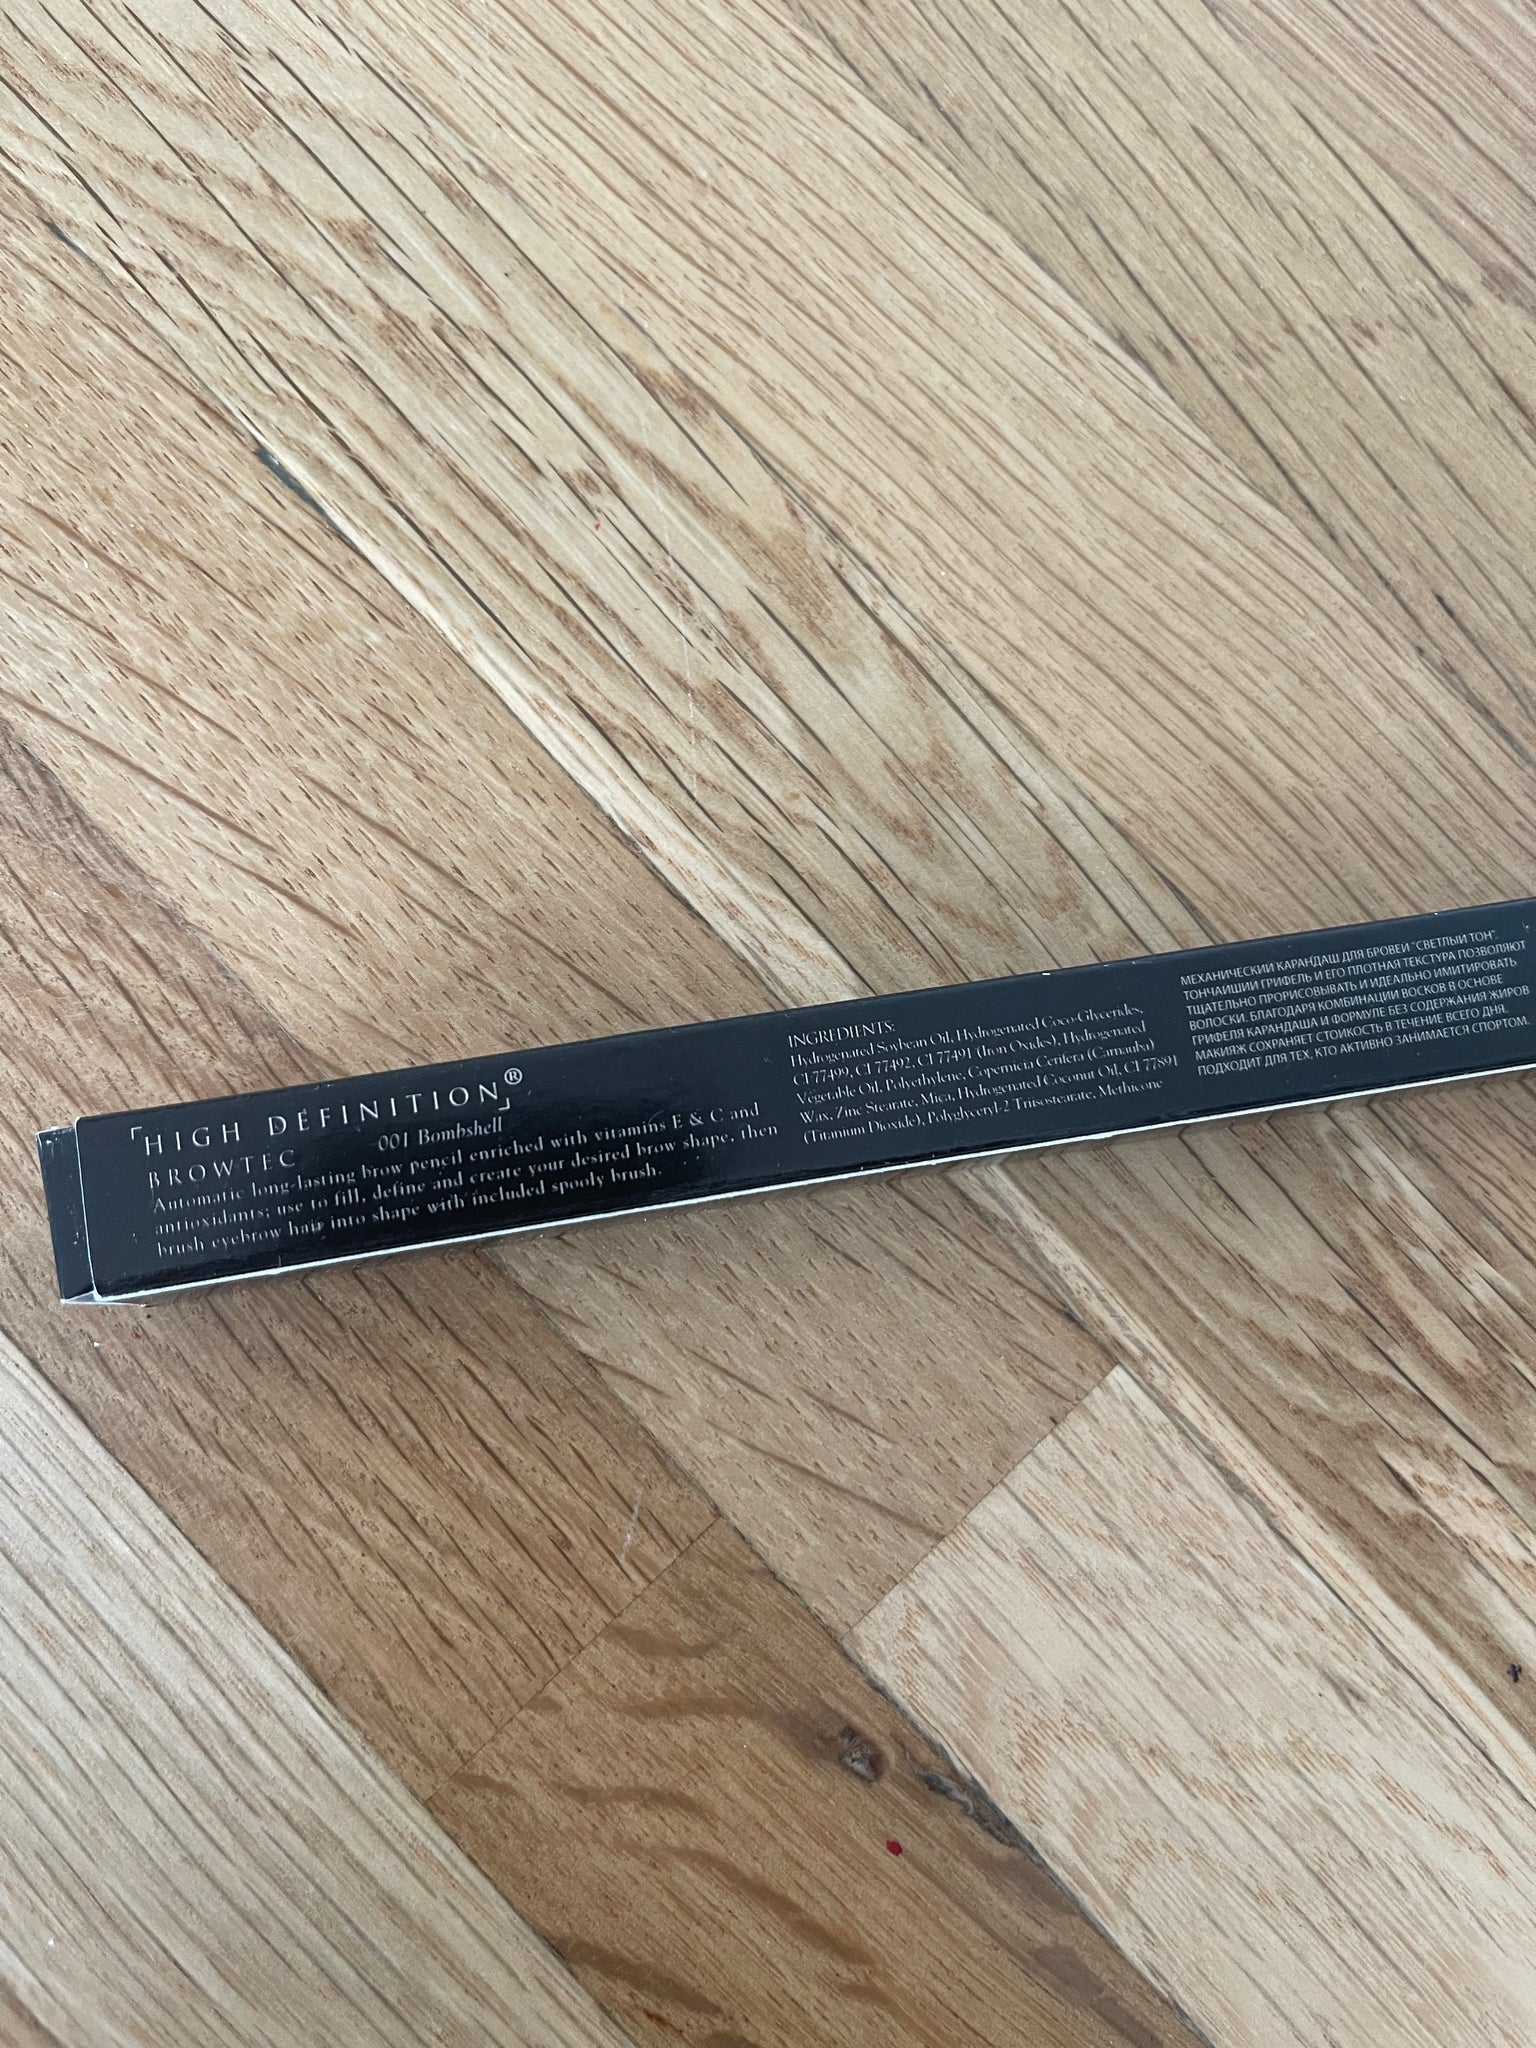 HIGH DEFINITION®
BROWTEC 001 Bombshell
Automatic long-lasting brow pencil enriched with vitamins E & C and
antioxidants; use to fill, define and create your desired brow shape, then
brush eyebrow hair into shape with included spooly brush.
INGREDIENTS:
Hydrogenated Soybean Oil, Hydrogenated Coco-Glycerides,
CI 77499, CI 77492, CI 77491 (Iron Oxides), Hydrogenated
Vegetable Oil, Polyethylene, Copernicia Cerifera (Carnauba)
Wax, Zinc Stearate, Mica, Hydrogenated Coconut Oil, CI 77891
(Titanium Dioxide), Polyglyceryl-2 Triisostearate, Methicone
МЕХАНИЧЕСКИЙ КАРАНДАШ ДЛЯ БРОВЕЙ "СВЕТЛЫЙ ТОН".
ТОНЧАЙШИЙ ГРИФЕЛЬ И ЕГО ПЛОТНАЯ ТЕКСТУРА ПОЗВОЛЯЮТ
ТЩАТЕЛЬНО ПРОРИСОВЫВАТЬ И ИДЕАЛЬНО ИМИТИРОВАТЬ
ВОЛОСКИ. БЛАГОДАРЯ КОМБИНАЦИИ ВОСКОВ В ОСНОВЕ
ГРИФЕЛЯ КАРАНДАША И ФОРМУЛЕ БЕЗ СОДЕРЖАНИЯ ЖИРОВ
МАКИЯЖ СОХРАНЯЕТ СТОЙКОСТЬ В ТЕЧЕНИЕ ВСЕГО ДНЯ.
ПОДХОДИТ ДЛЯ ТЕХ, КТО АКТИВНО ЗАНИМАЕТСЯ СПОРТОМ.